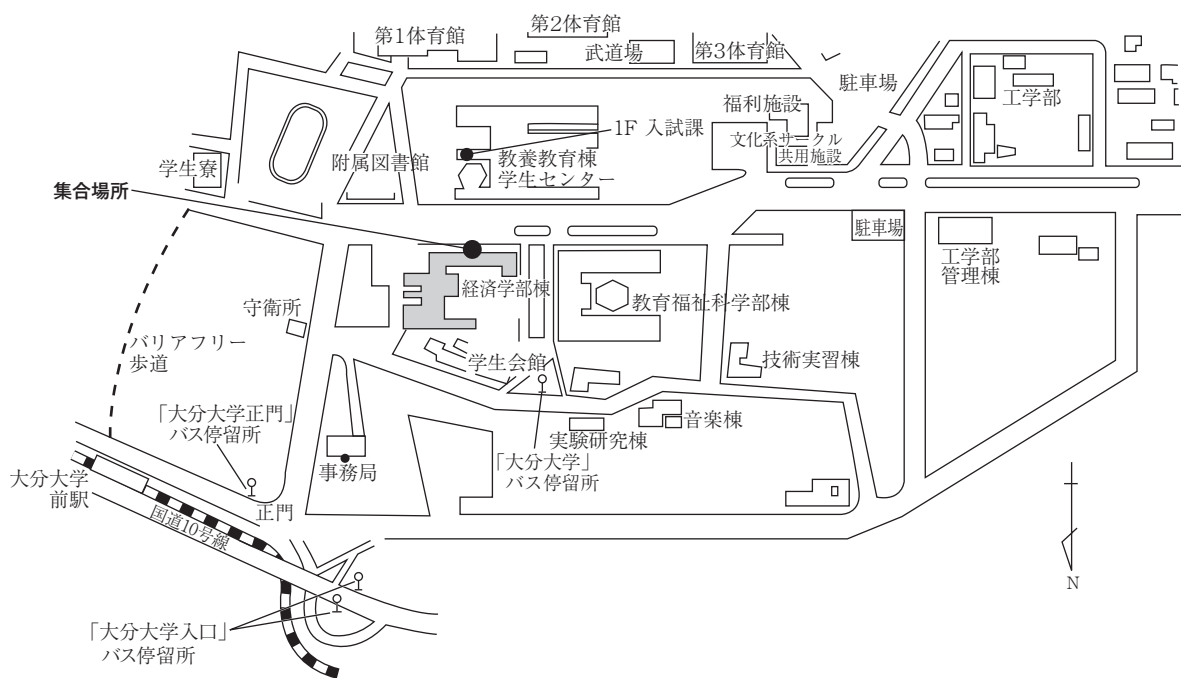 第2体育館
第1体育館
武道場
第3体育館
駐車場
工学部
福利施設
1F 入試課
文化系サークル
共用施設
附属図書館
教養教育棟
学生センター
学生寮
集合場所
駐車場
工学部
管理棟
経済学部棟
教育福祉科学部棟
守衛所
バリアフリー
歩道
学生会館
技術実習棟
「大分大学正門」
バス停留所
音楽棟
実験研究棟
「大分大学」
バス停留所
事務局
大分大学
前駅
正門
国道10号線
N
「大分大学入口」
バス停留所